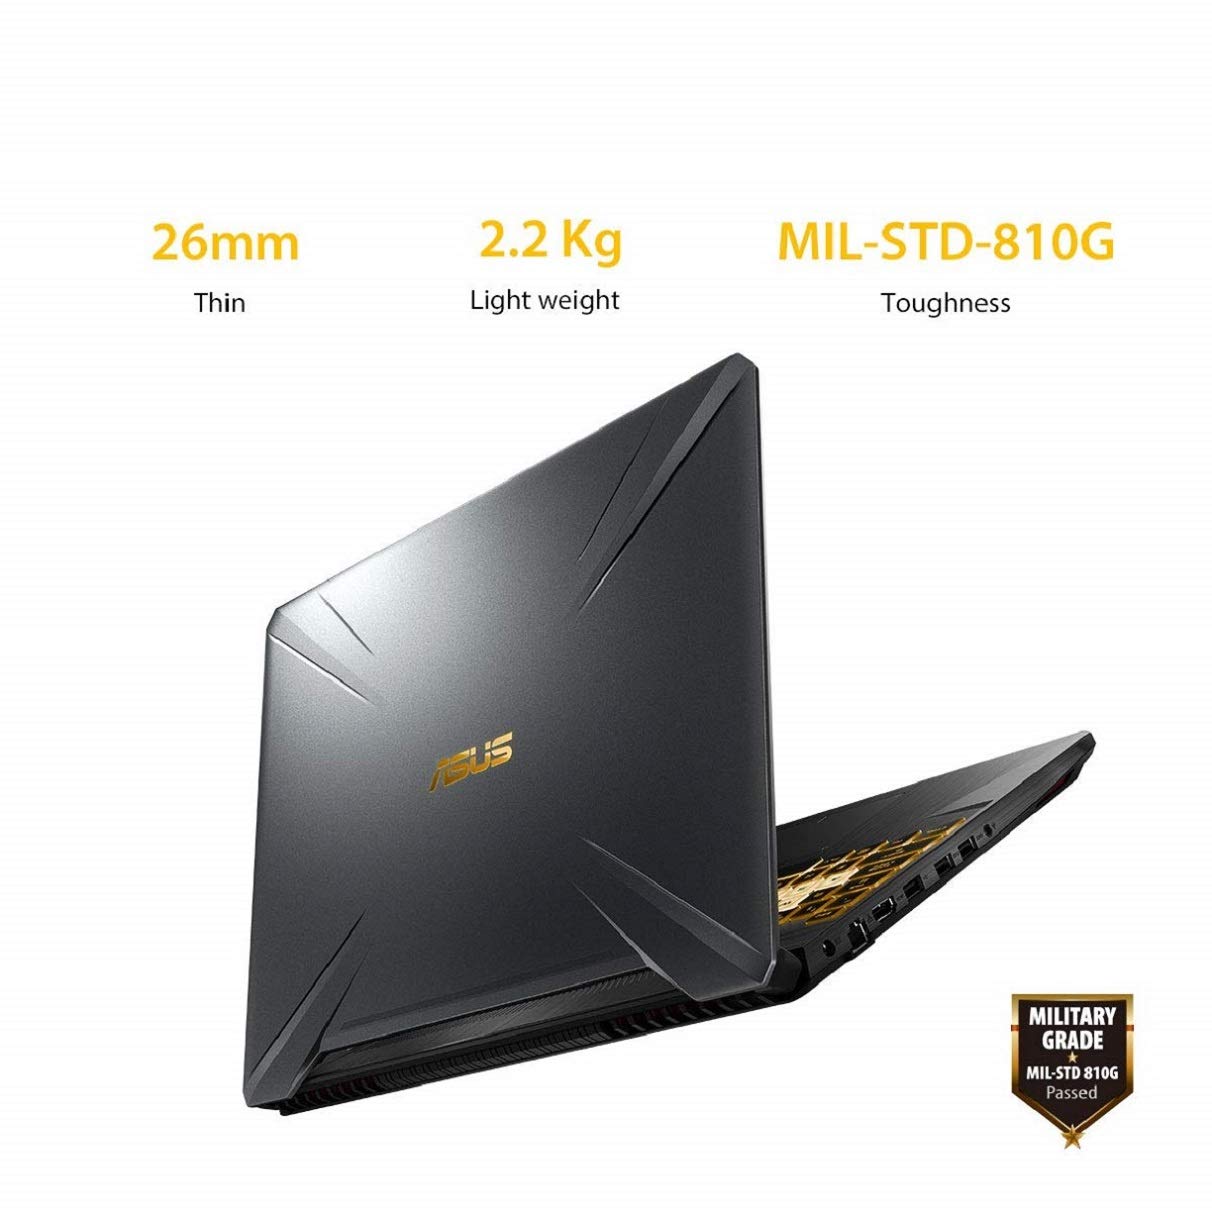 26mm
2.2 Kg
MIL-STD-810G
Thin
Light weight
Toughness
ASUS
MILITARY
GRADE
MIL-STD 810G
Passed